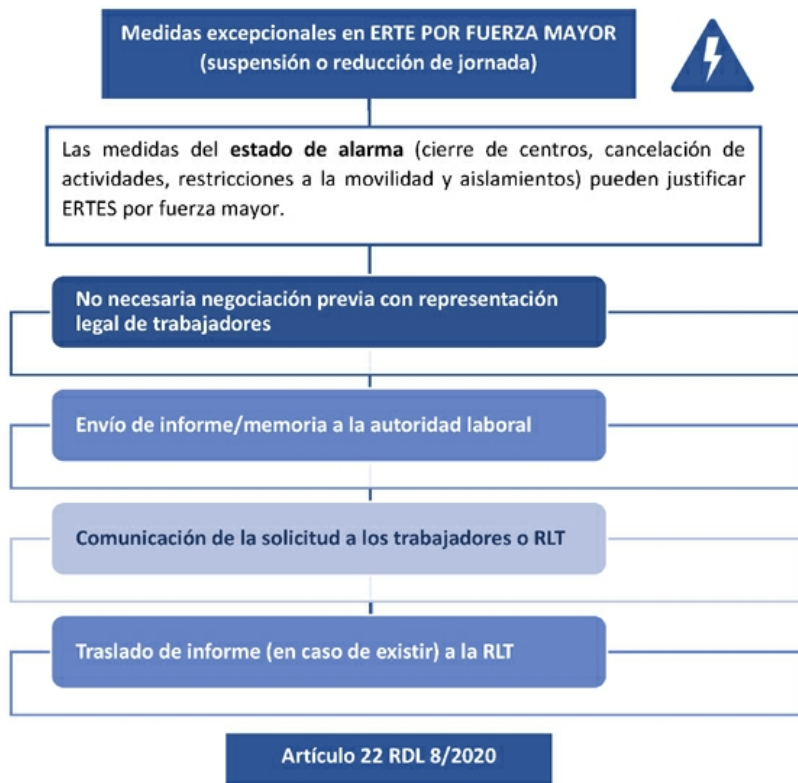 Medidas excepcionales en ERTE POR FUERZA MAYOR
(suspensión o reducción de jornada)
Las medidas del estado de alarma (cierre de centros, cancelación de
actividades, restricciones a la movilidad y aislamientos) pueden justificar
ERTES por fuerza mayor.
No necesaria negociación previa con representación
legal de trabajadores
Envío de informe/memoria a la autoridad laboral
Comunicación de la solicitud a los trabajadores o RLT
Traslado de informe (en caso de existir) a la RLT
Artículo 22 RDL 8/2020